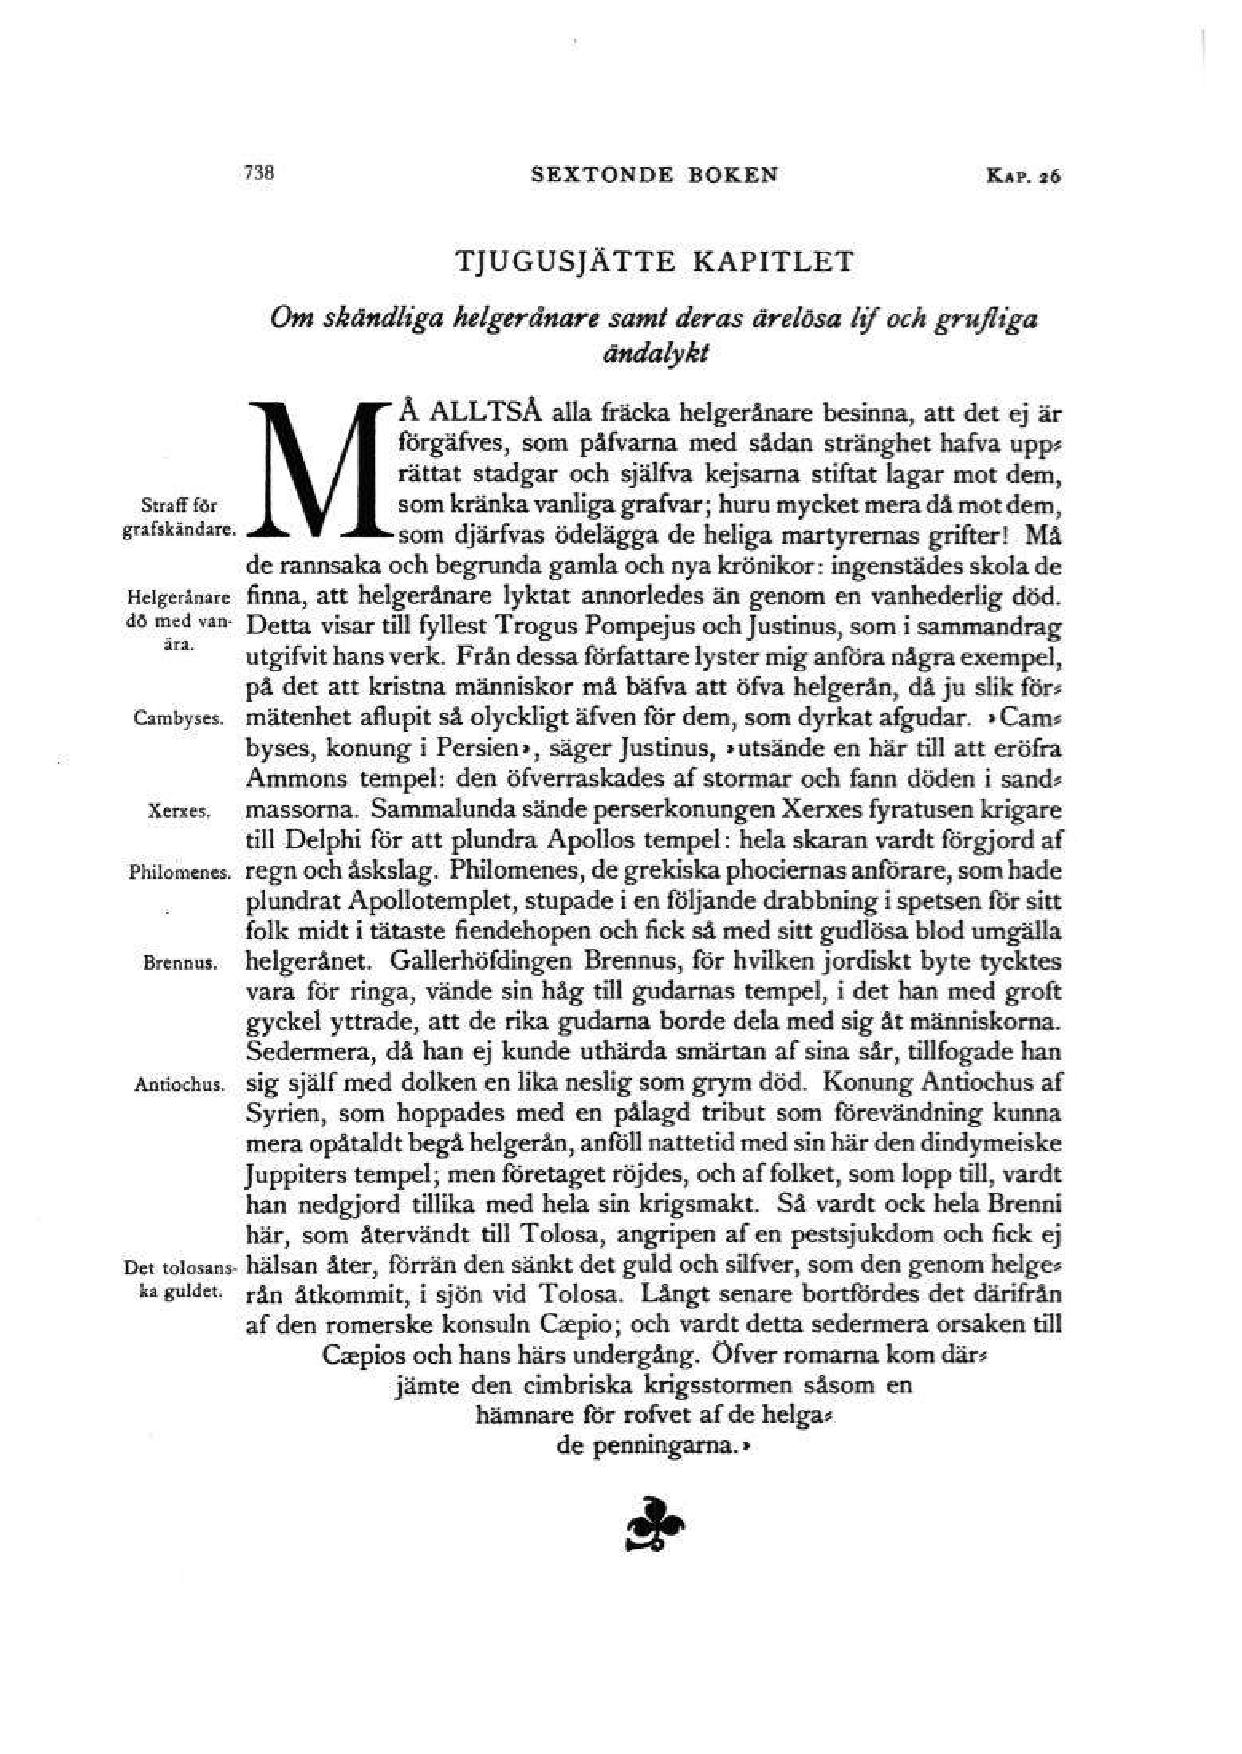 738 SEXTONDE BOKEN KAP. 26
TJUGUSJÄTTE KAPITLET
Om skändliga helgerånare samt deras ärelösa lif och grufliga
ändalykt
MÅ ALLTSÅ alla fräcka helgerånare besinna, att det ej är
förgäfves, som påfvarna med sådan stränghet hafva upp-
rättat stadgar och själfva kejsarna stiftat lagar mot dem,
Straff för
grafskändare.
som kränka vanliga grafvar; huru mycket mera då mot dem,
som djärfvas ödelägga de heliga martyrernas grifter! Må
de rannsaka och begrunda gamla och nya krönikor: ingenstädes skola de
Helgerånare
dö med van-
ära.
finna, att helgerånare lyktat annorledes än genom en vanhederlig död.
Detta visar till fyllest Trogus Pompejus och Justinus, som i sammandrag
utgifvit hans verk. Från dessa författare lyster mig anföra några exempel,
på det att kristna människor må bäfva att öfva helgerån, då ju slik för-
Cambyses.
mätenhet aflupit så olyckligt äfven för dem, som dyrkat afgudar. »Cam-
byses, konung i Persien», säger Justinus, »utsände en här till att eröfra
Ammons tempel: den öfverraskades af stormar och fann döden i sand-
Xerxes.
massorna. Sammalunda sände perserkonungen Xerxes fyratusen krigare
till Delphi för att plundra Apollos tempel: hela skaran vardt förgjord af
Philomenes.
regn och åskslag. Philomenes, de grekiska phociernas anförare, som hade
plundrat Apollotemplet, stupade i en följande drabbning i spetsen för sitt
folk midt i tätaste fiendehopen och fick så med sitt gudlösa blod umgälla
Brennus.
helgerånet. Gallerhöfdingen Brennus, för hvilken jordiskt byte tycktes
vara för ringa, vände sin håg till gudarnas tempel, i det han med groft
gyckel yttrade, att de rika gudarna borde dela med sig åt människorna.
Sedermera, då han ej kunde uthärda smärtan af sina sår, tillfogade han
Antiochus.
sig själf med dolken en lika neslig som grym död. Konung Antiochus af
Syrien, som hoppades med en pålagd tribut som förevändning kunna
mera opåtaldt begå helgerån, anföll nattetid med sin här den dindymeiske
Juppiters tempel; men företaget röjdes, och af folket, som lopp till, vardt
han nedgjord tillika med hela sin krigsmakt. Så vardt ock hela Brenni
här, som återvändt till Tolosa, angripen af en pestsjukdom och fick ej
Det tolosans-
ka guldet.
hälsan åter, förrän den sänkt det guld och silfver, som den genom helge-
rån åtkommit, i sjön vid Tolosa. Långt senare bortfördes det därifrån
af den romerske konsuln Cæpio; och vardt detta sedermera orsaken till
Cæpios och hans härs undergång. Öfver romarna kom där-
jämte den cimbriska krigsstormen såsom en
hämnare för rofvet af de helga-
de penningarna.»